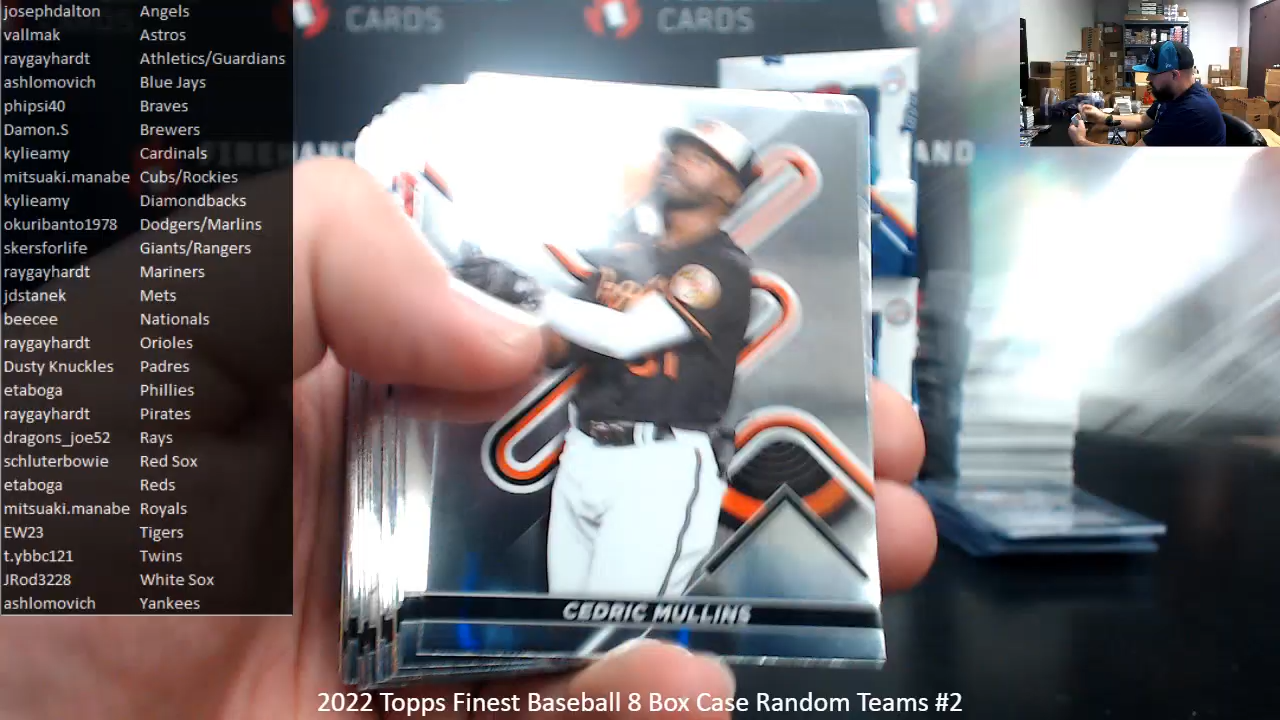 josephdalton Angels
vallmak Astros
raygayhardt Athletics/Guardians
ashlomovich Blue Jays
phipsi40 Braves
Damon.S Brewers
kylieamy Cardinals
mitsuaki.manabe Cubs/Rockies
kylieamy Diamondbacks
okuribanto1978 Dodgers/Marlins
skersforlife Giants/Rangers
raygayhardt Mariners
jdstanek Mets
beecee Nationals
raygayhardt Orioles
Dusty Knuckles Padres
etaboga Phillies
raygayhardt Pirates
dragons_joe52 Rays
schluterbowie Red Sox
etaboga Reds
mitsuaki.manabe Royals
EW23 Tigers
t.ybbc121 Twins
JRod3228 White Sox
ashlomovich Yankees
CARDS
CARDS
CEDRIC MULLINS
2022 Topps Finest Baseball 8 Box Case Random Teams #2